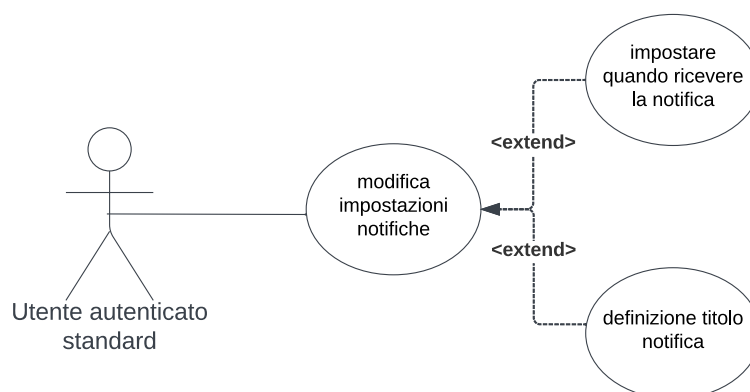 impostare
quando ricevere
la notifica
<extend>
modifica
impostazioni
notifiche
<extend>
Utente autenticato
standard
definizione titolo
notifica